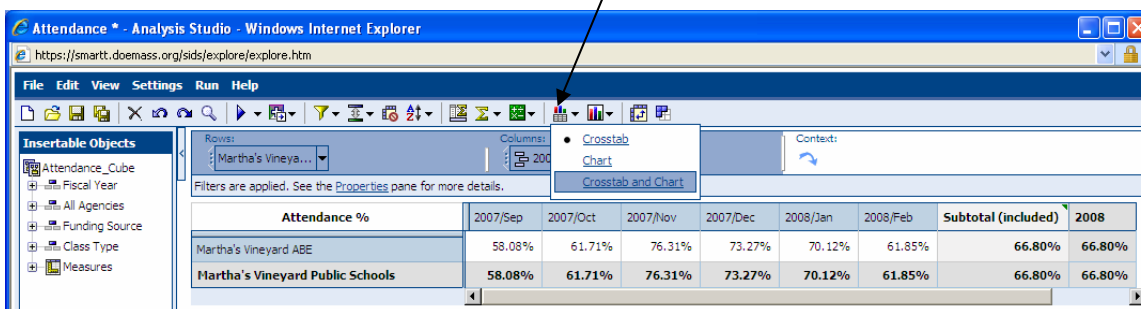 Attendance * - Analysis Studio - Windows Internet Explorer
https://smartt.doemass.org/sids/explore/explore.htm
File Edit View Settings Run Help
Insertable Objects
Attendance_Cube
Fiscal Year
All Agencies
Funding Source
Class Type
Measures
Rows:
Martha's Vineya...
Columns:
200
Crosstab
Chart
Crosstab and Chart
Context:
Filters are applied. See the Properties pane for more details.
Attendance % 2007/Sep 2007/Oct 2007/Nov 2007/Dec 2008/Jan 2008/Feb Subtotal (included) 2008
Martha's Vineyard ABE 58.08% 61.71% 76.31% 73.27% 70.12% 61.85% 66.80% 66.80%
Martha's Vineyard Public Schools 58.08% 61.71% 76.31% 73.27% 70.12% 61.85% 66.80% 66.80%